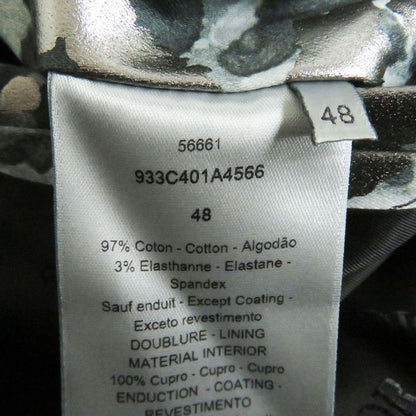 48
56661
933C401A4566
48
97% Coton - Cotton - Algodão
3% Elasthanne - Elastane -
Spandex
Sauf enduit - Except Coating -
Exceto revestimento
DOUBLURE - LINING
MATERIAL INTERIOR
100% Cupro - Cupro - Cupro
ENDUCTION - COATING -
REVESTIMENTO